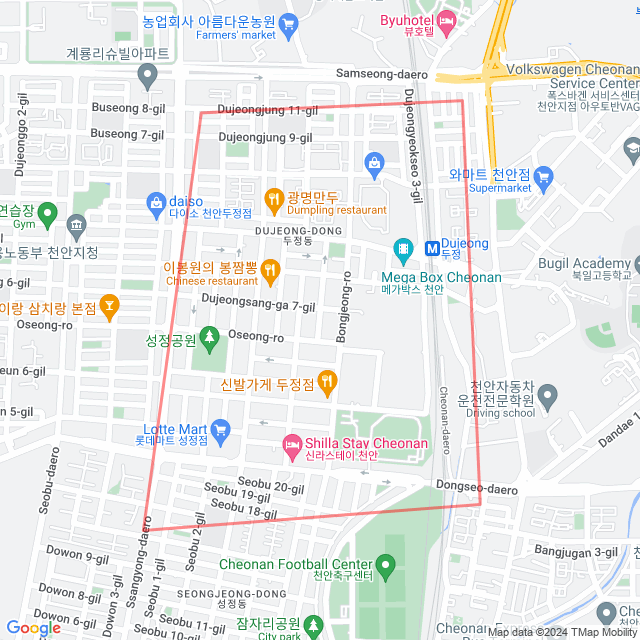 농업회사 아름다운농원
Farmers' market
Byuhotel
뷰호텔
계룡리슈빌아파트
Samseong-daero
Volkswagen Cheonan
Service Center
폭스바겐 서비스센터
천안지점 아우토반VAG
Buseong 8-gil
Dujeongjung 11-gil
Dujeonggo 2-gil
Buseong 7-gil
Dujeongjung 9-gil
Dujeongyeokseo 3-gil
와마트 천안점
Supermarket
daiso
다이소 천안두정점
광명만두
Dumpling restaurant
연습장
Gym
DUJEONG-DONG
두정동
용노동부 천안지청
Dujeong
두정
Mega Box Cheonan
메가박스 천안
Bugil Academy
북일고등학교
이봉원의 봉짬뽕
Chinese restaurant
Bongjeong-ro
이랑 삼치랑 본점
Dujeongsang-ga 7-gil
Oseong-ro
성정공원
Oseong-ro
eun 6-gil
신발가게 두정점
천안자동차
운전전문학원
Driving school
Cheonan-daero
5-gil
Lotte Mart
롯데마트 성정점
Shilla Stay Cheonan
신라스테이 천안
Dandae 1
Seobu-daero
Seobu 20-gil
Dongseo-daero
Seobu 19-gil
Seobu 18-gil
Ssangyong-daero
Seobu 2-gil
Dowon 9-gil
Cheonan Football Center
천안축구센터
Bangjugan 3-gil
Dowon 3-gil
Seobu 1-gil
Dowon 8-gil
SEONGJEONG-DONG
성정동
Dowon 6-gil
Seobu 15-gil
Seobu 10-gil
잠자리공원
City park
Cheonan
천안
Cheonan Express
Google
Map data ©2024 TMap Mobility